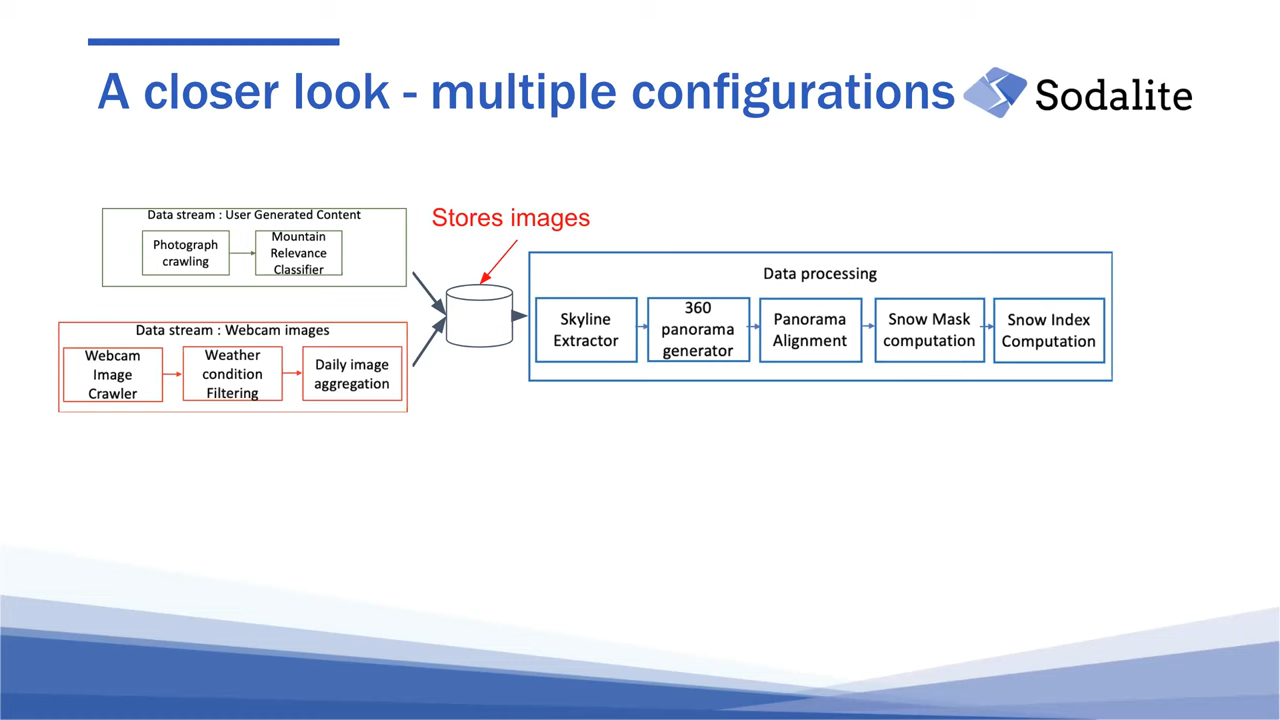 A closer look - multiple configurations
Sodalite
Data stream : User Generated Content
Photograph
crawling
Mountain
Relevance
Classifier
Stores images
Data stream : Webcam images
Webcam
Image
Crawler
Weather
condition
Filtering
Daily image
aggregation
Data processing
Skyline
Extractor
360
panorama
generator
Panorama
Alignment
Snow Mask
computation
Snow Index
Computation